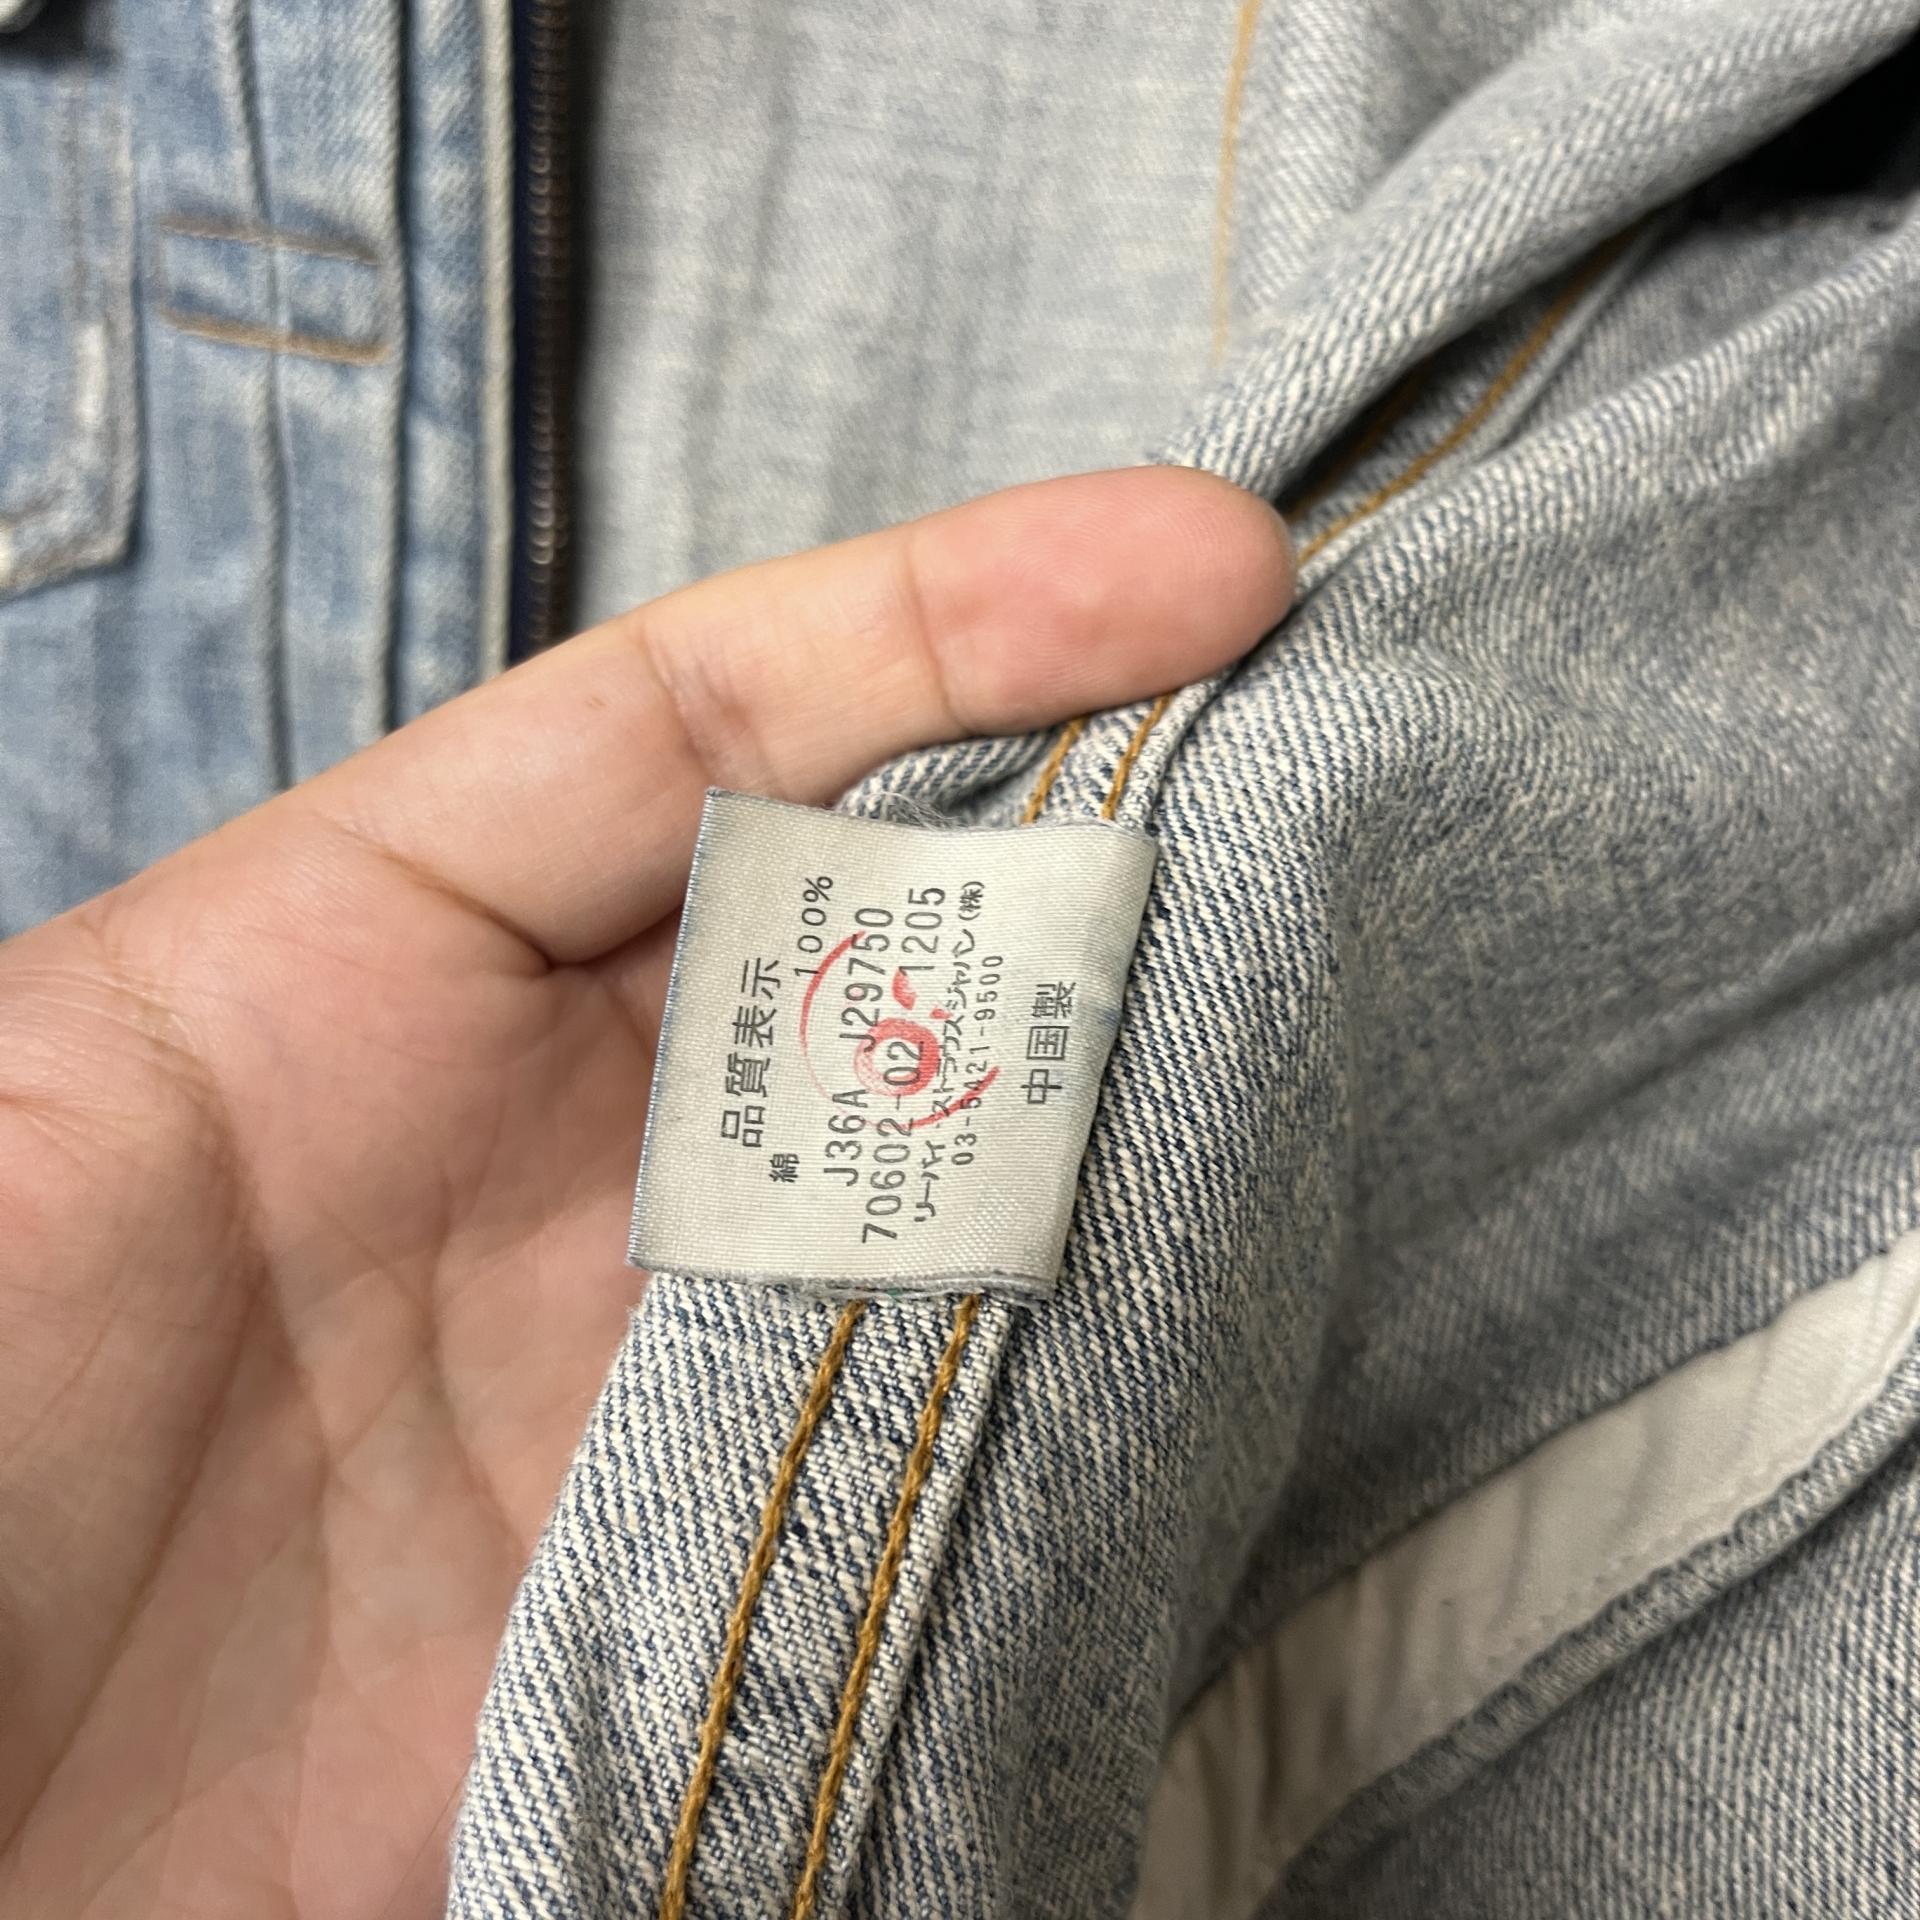 品質表示
綿 100%
J36A J29750
70602-02 1205
リーバイ ストラウス ジャパン(株)
03-5421-9500
中国製